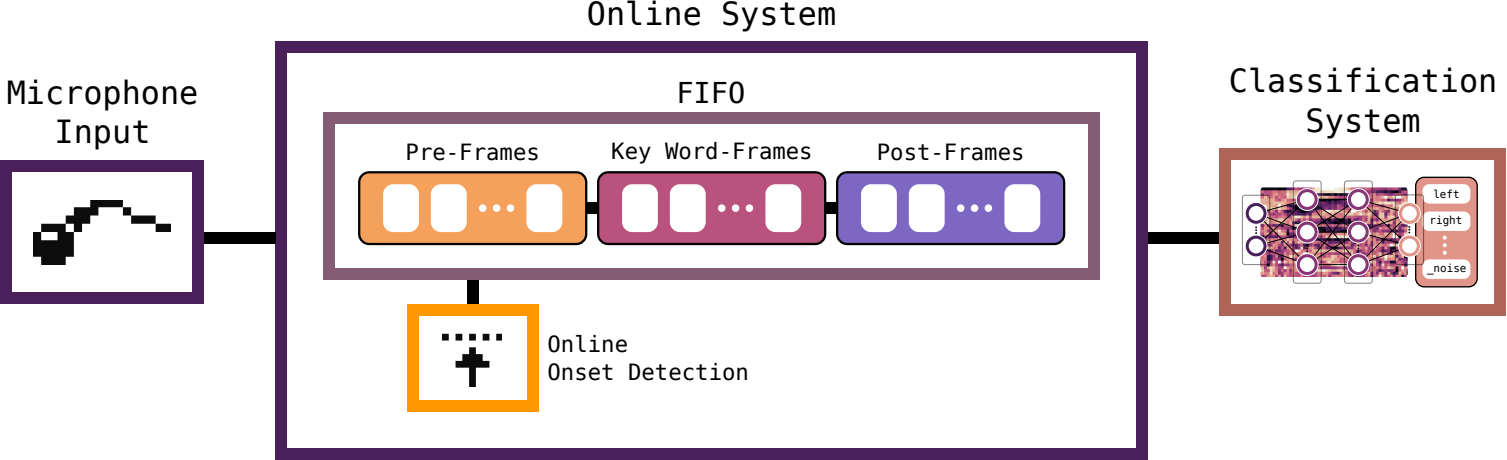 Online System
Microphone
Input
FIFO
Pre-Frames
Key Word-Frames
Post-Frames
Online
Onset Detection
Classification
System
left
right
_noise